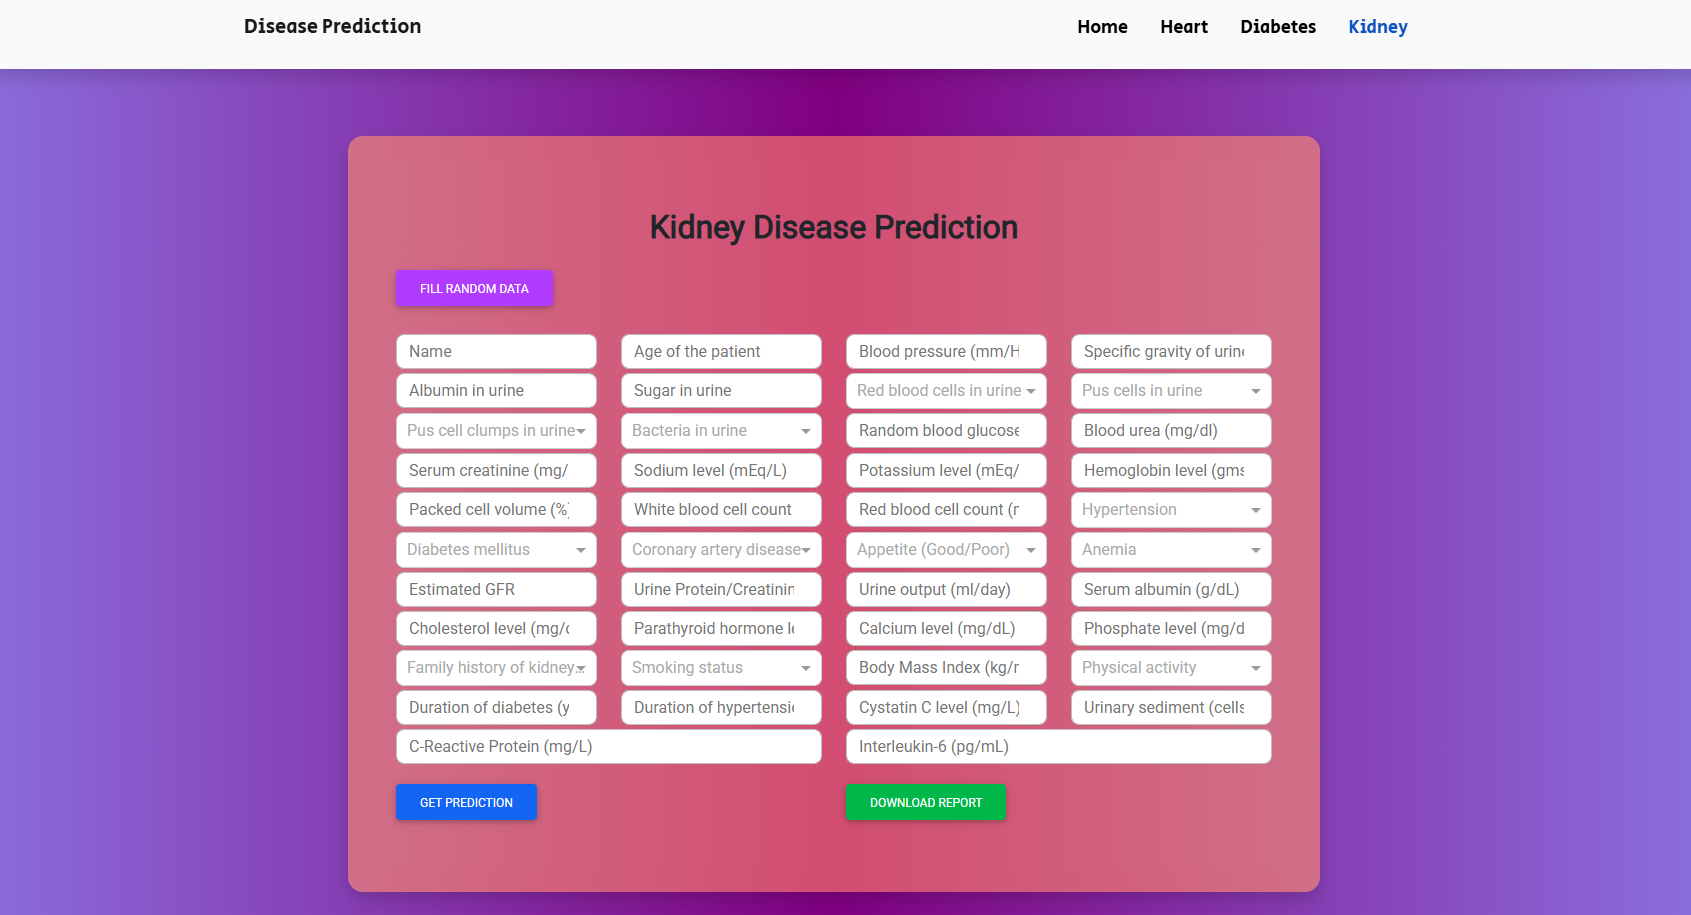 Disease Prediction Home Heart Diabetes Kidney
Kidney Disease Prediction
FILL RANDOM DATA
Name Age of the patient Blood pressure (mm/H Specific gravity of urin
Albumin in urine Sugar in urine Red blood cells in urine Pus cells in urine
Pus cell clumps in urine Bacteria in urine Random blood glucose Blood urea (mg/dl)
Serum creatinine (mg/ Sodium level (mEq/L) Potassium level (mEq/ Hemoglobin level (gms
Packed cell volume (%) White blood cell count Red blood cell count (m Hypertension
Diabetes mellitus Coronary artery disease Appetite (Good/Poor) Anemia
Estimated GFR Urine Protein/Creatinin Urine output (ml/day) Serum albumin (g/dL)
Cholesterol level (mg/d Parathyroid hormone le Calcium level (mg/dL) Phosphate level (mg/d
Family history of kidney... Smoking status Body Mass Index (kg/m Physical activity
Duration of diabetes (y Duration of hypertensio Cystatin C level (mg/L) Urinary sediment (cells
C-Reactive Protein (mg/L) Interleukin-6 (pg/mL)
GET PREDICTION DOWNLOAD REPORT